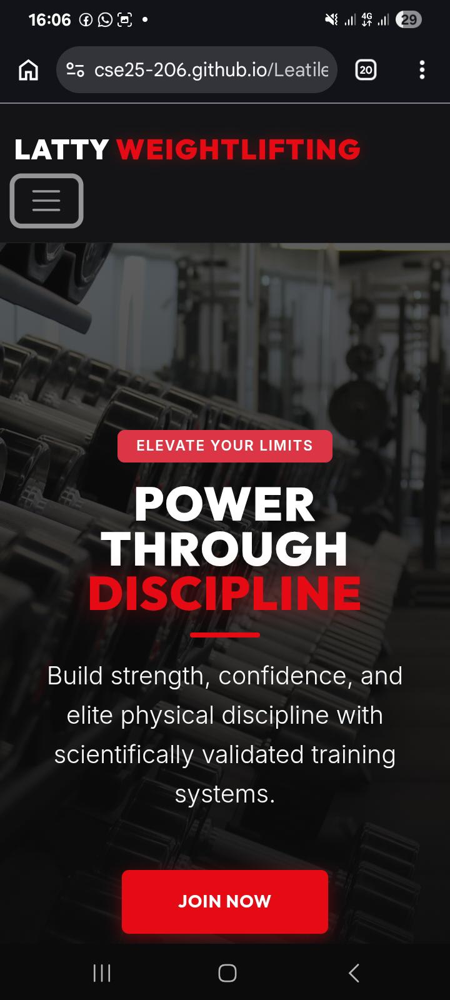 16:06
4G
29
cse25-206.github.io/Leatile
20
LATTY WEIGHTLIFTING
ELEVATE YOUR LIMITS
POWER
THROUGH
DISCIPLINE
Build strength, confidence, and
elite physical discipline with
scientifically validated training
systems.
JOIN NOW